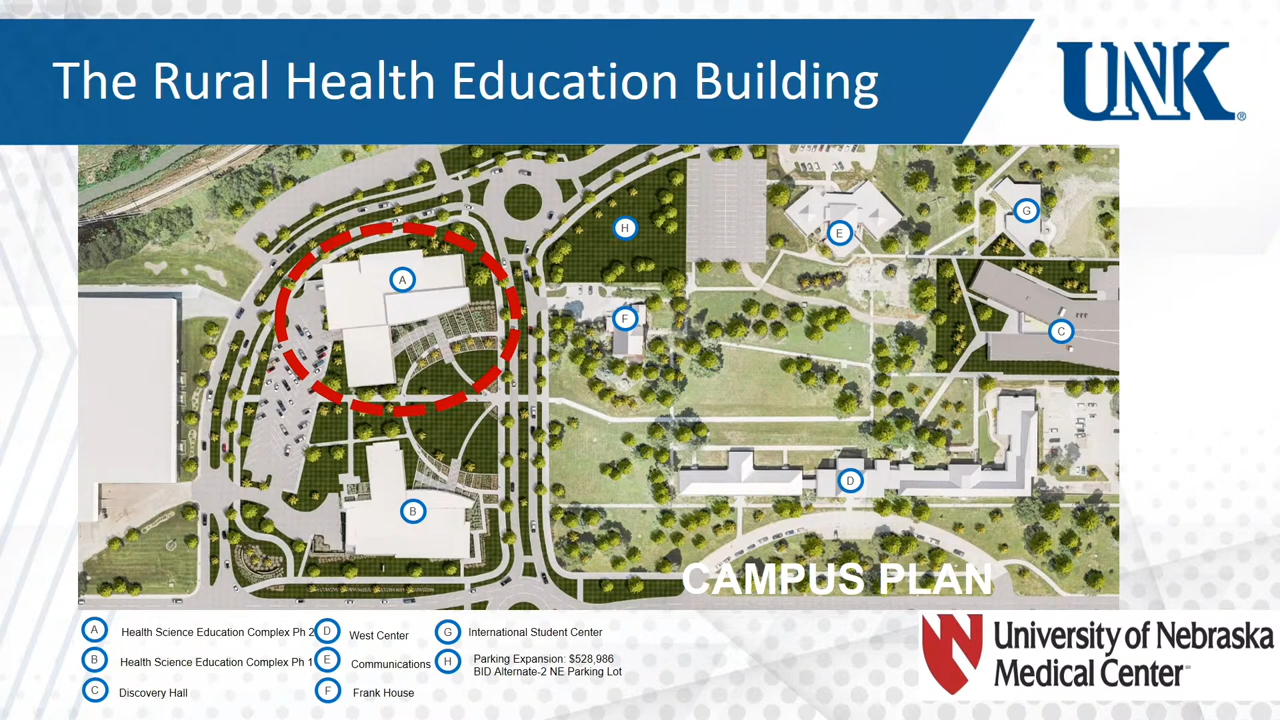 The Rural Health Education Building
UNK®
H
G
E
A
F
C
D
B
CAMPUS PLAN
A Health Science Education Complex Ph 2
B Health Science Education Complex Ph 1
C Discovery Hall
D West Center
E Communications
F Frank House
G International Student Center
H Parking Expansion: $528,986
BID Alternate-2 NE Parking Lot
University of Nebraska
Medical Center